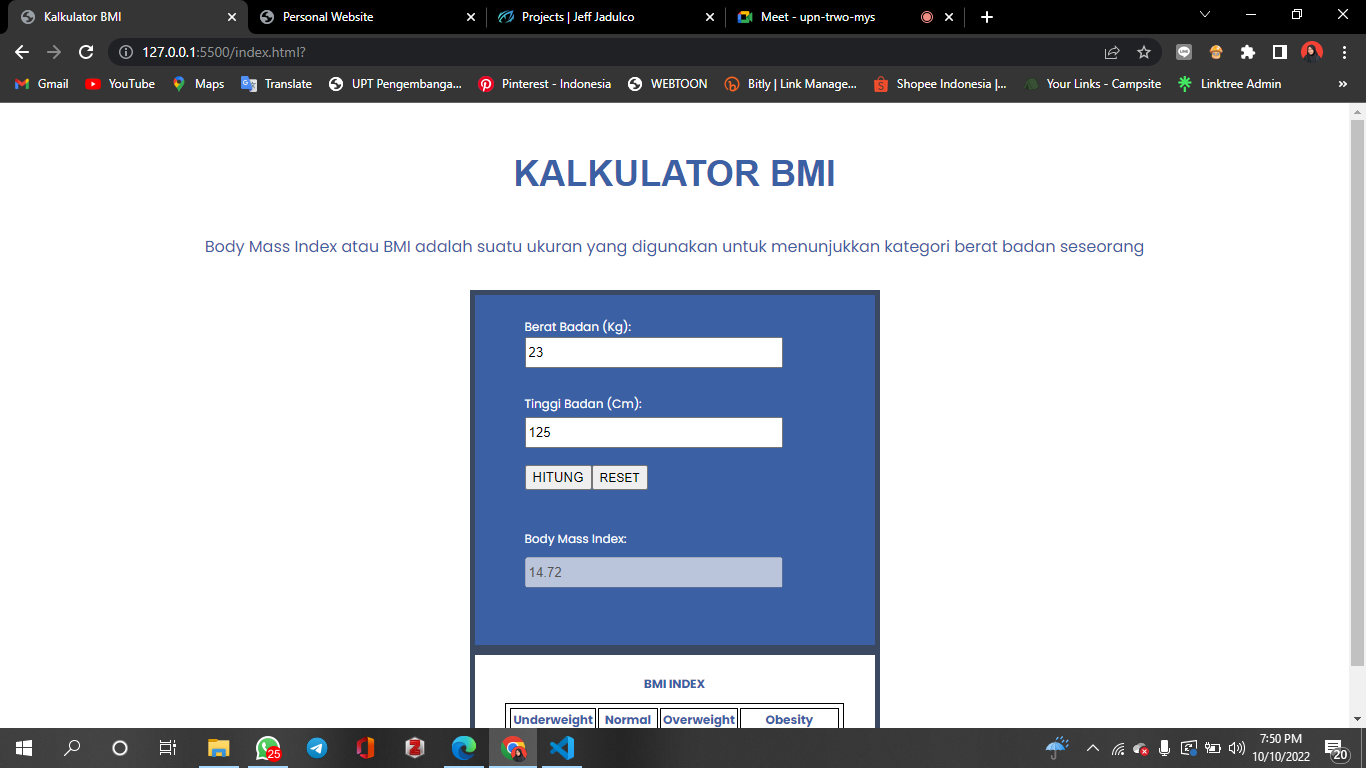 Kalkulator BMI
Personal Website
Projects | Jeff Jadulco
Meet - upn-trwo-mys
127.0.0.1:5500/index.html?
Gmail
YouTube
Maps
Translate
UPT Pengembanga...
Pinterest - Indonesia
WEBTOON
Bitly | Link Manage...
Shopee Indonesia |...
Your Links - Campsite
Linktree Admin
»
KALKULATOR BMI
Body Mass Index atau BMI adalah suatu ukuran yang digunakan untuk menunjukkan kategori berat badan seseorang
Berat Badan (Kg):
23
Tinggi Badan (Cm):
125
HITUNG RESET
Body Mass Index:
14.72
BMI INDEX
Underweight Normal Overweight Obesity
25
7:50 PM
10/10/2022
20